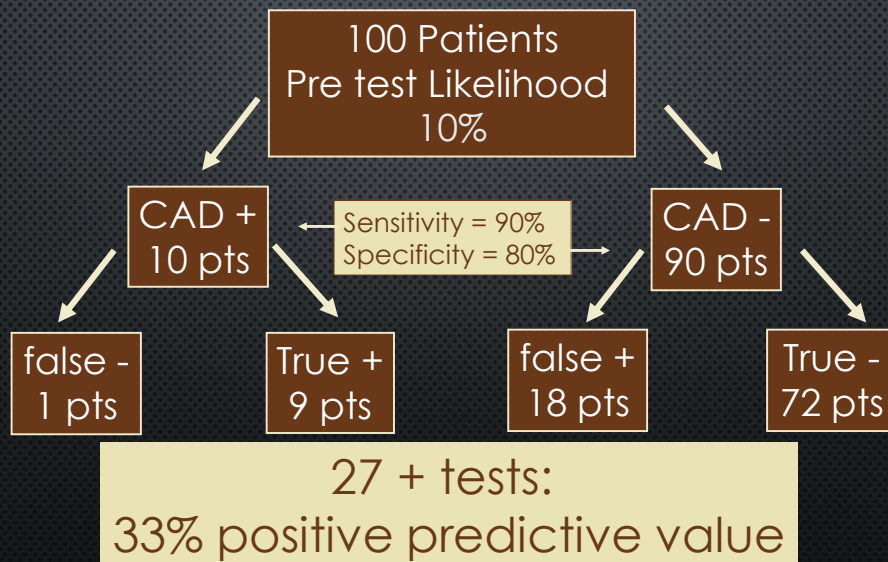 100 Patients
Pre test Likelihood
10%
CAD +
10 pts
Sensitivity = 90%
Specificity = 80%
CAD -
90 pts
false -
1 pts
True +
9 pts
false +
18 pts
True -
72 pts
27 + tests:
33% positive predictive value